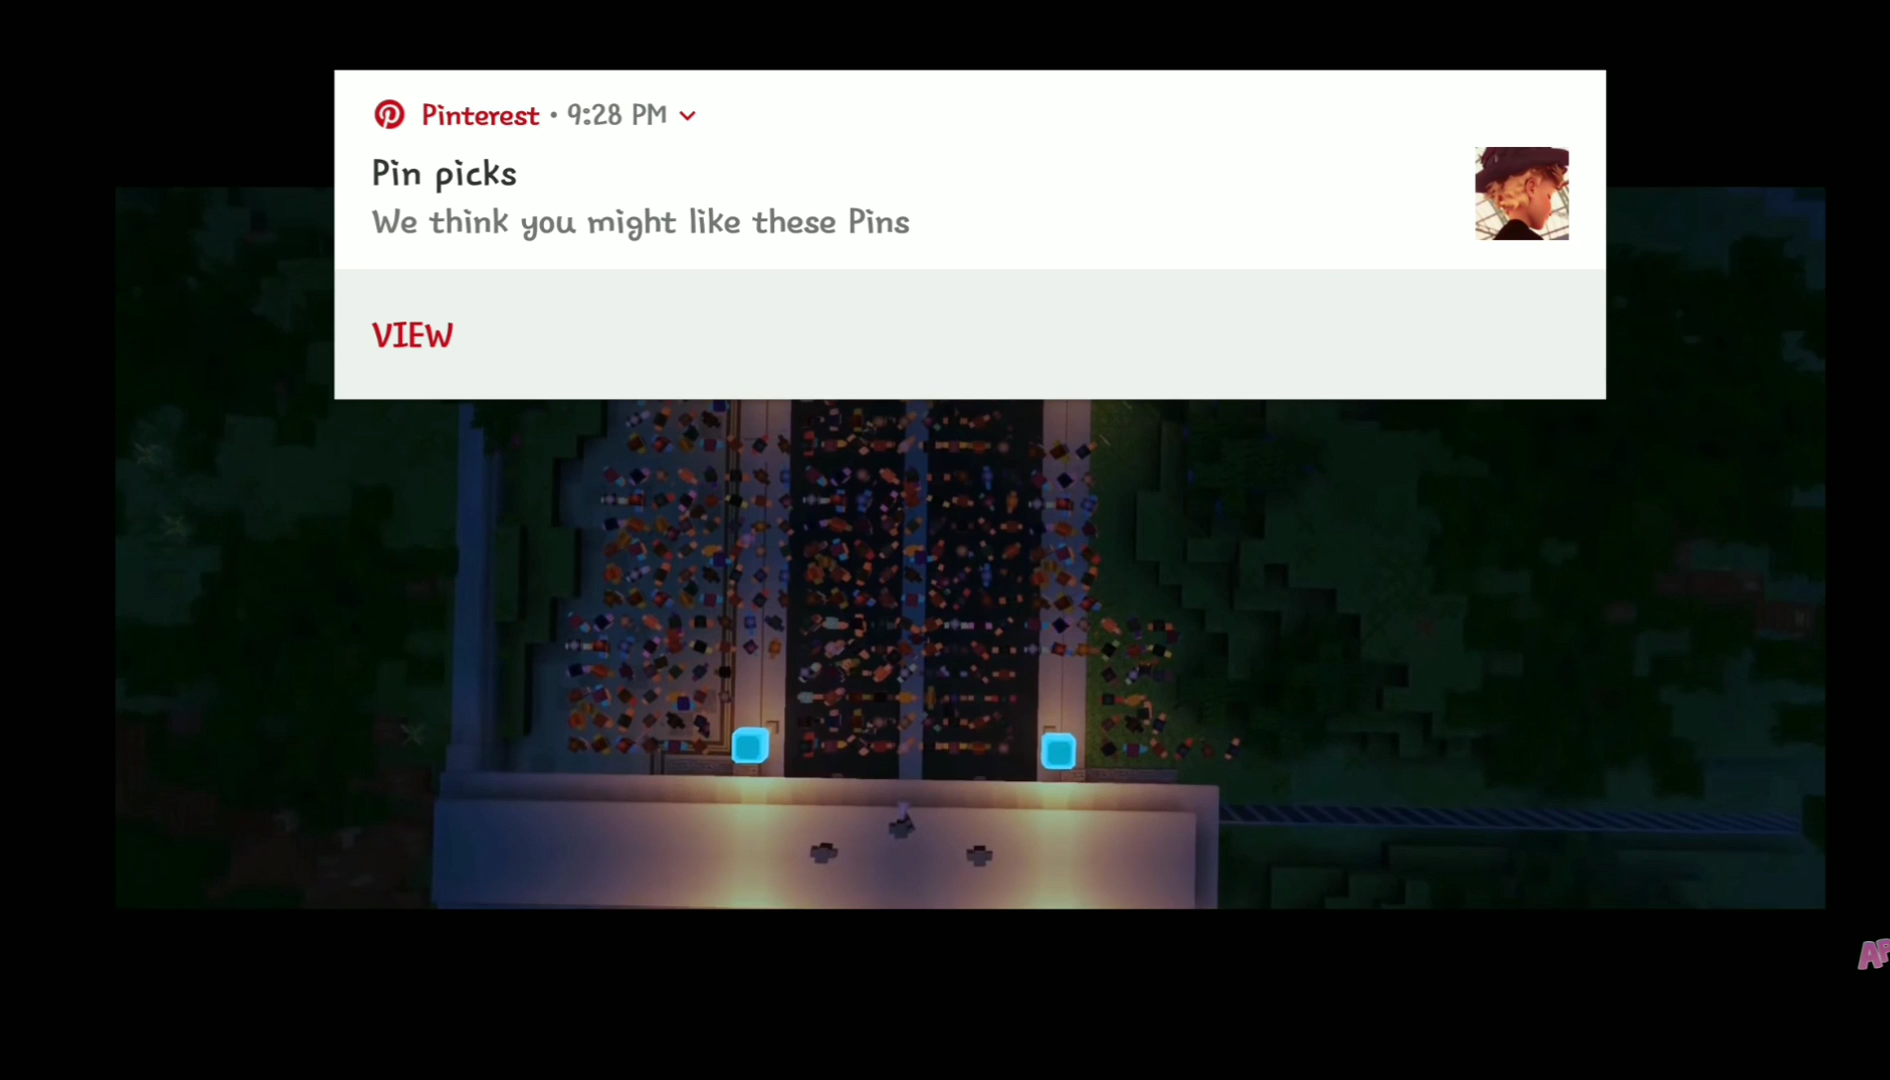 Pinterest • 9:28 PM
Pin picks
We think you might like these Pins
VIEW